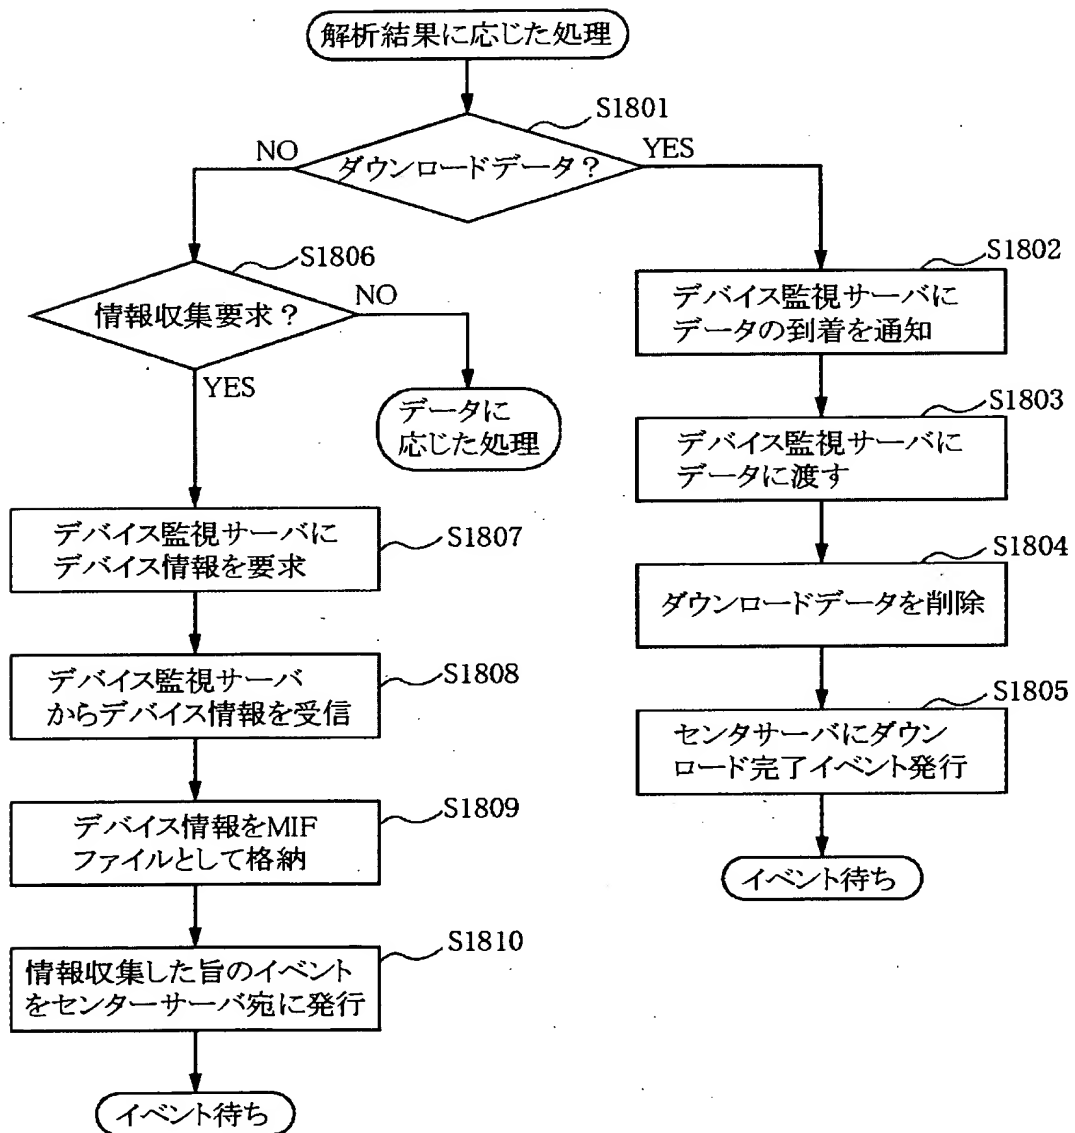 解析結果に応じた処理
S1801
NO
ダウンロードデータ?
YES
S1806
情報収集要求?
NO
YES
データに
応じた処理
S1802
デバイス監視サーバに
データの到着を通知
S1803
デバイス監視サーバに
データに渡す
S1804
ダウンロードデータを削除
S1805
センタサーバにダウン
ロード完了イベント発行
イベント待ち
デバイス監視サーバに
デバイス情報を要求
S1807
デバイス監視サーバ
からデバイス情報を受信
S1808
デバイス情報をMIF
ファイルとして格納
S1809
情報収集した旨のイベント
をセンターサーバ宛に発行
S1810
イベント待ち